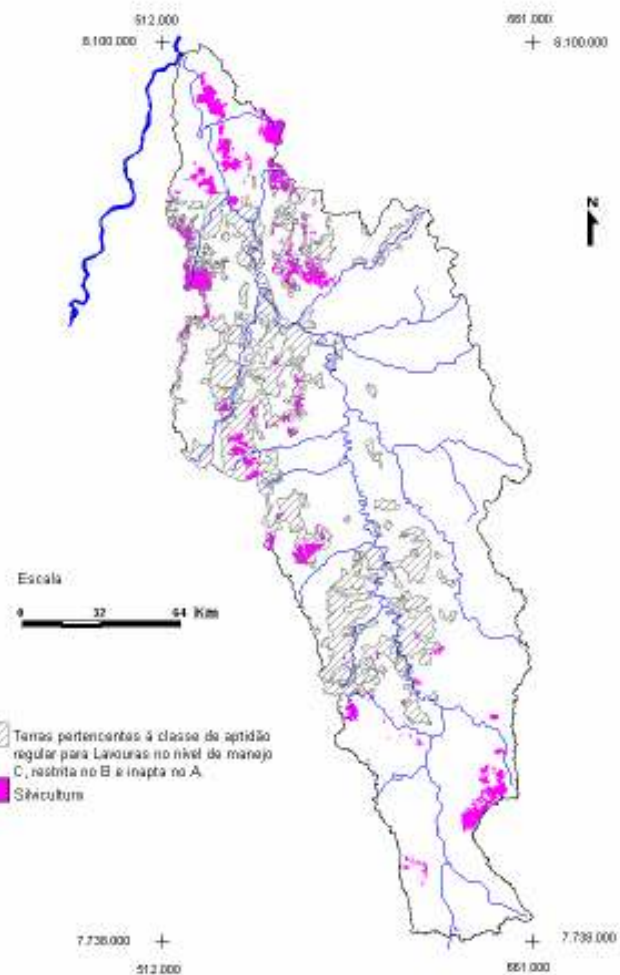 512.000
661.000
8.100.000
8.100.000
N
Escala
0 32 64 Km
Terras pertencentes á classe de aptidão
regular para Lavouras no nível de manejo
C, restrita no B e inapta no A
Silvicultura
7.738.000
7.738.000
512.000
661.000